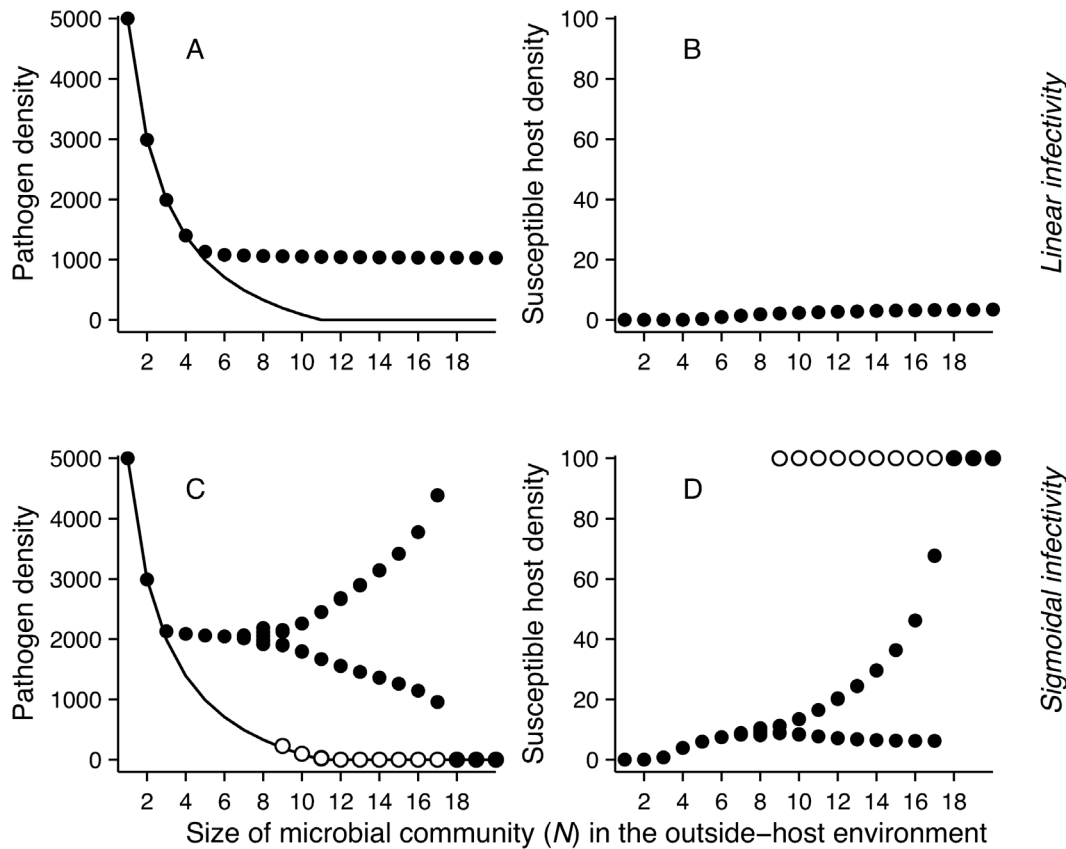 5000
4000
3000
2000
1000
0
Pathogen density
A
2 4 6 8 10 12 14 16 18
100
80
60
40
20
0
Susceptible host density
B
2 4 6 8 10 12 14 16 18
Linear infectivity
5000
4000
3000
2000
1000
0
Pathogen density
C
2 4 6 8 10 12 14 16 18
100
80
60
40
20
0
Susceptible host density
D
2 4 6 8 10 12 14 16 18
Sigmoidal infectivity
Size of microbial community (N) in the outside−host environment